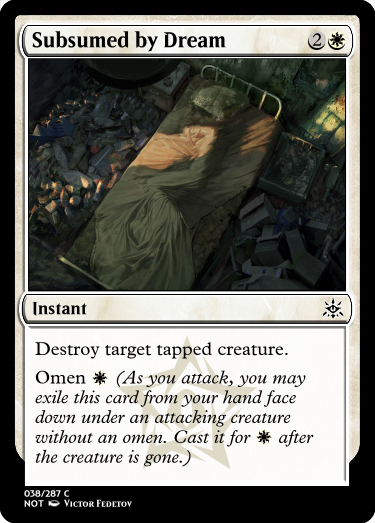 Subsumed by Dream 2
Instant
Destroy target tapped creature.
Omen (As you attack, you may
exile this card from your hand face
down under an attacking creature
without an omen. Cast it for after
the creature is gone.)
038/287 C
NOT Victor Fedetov